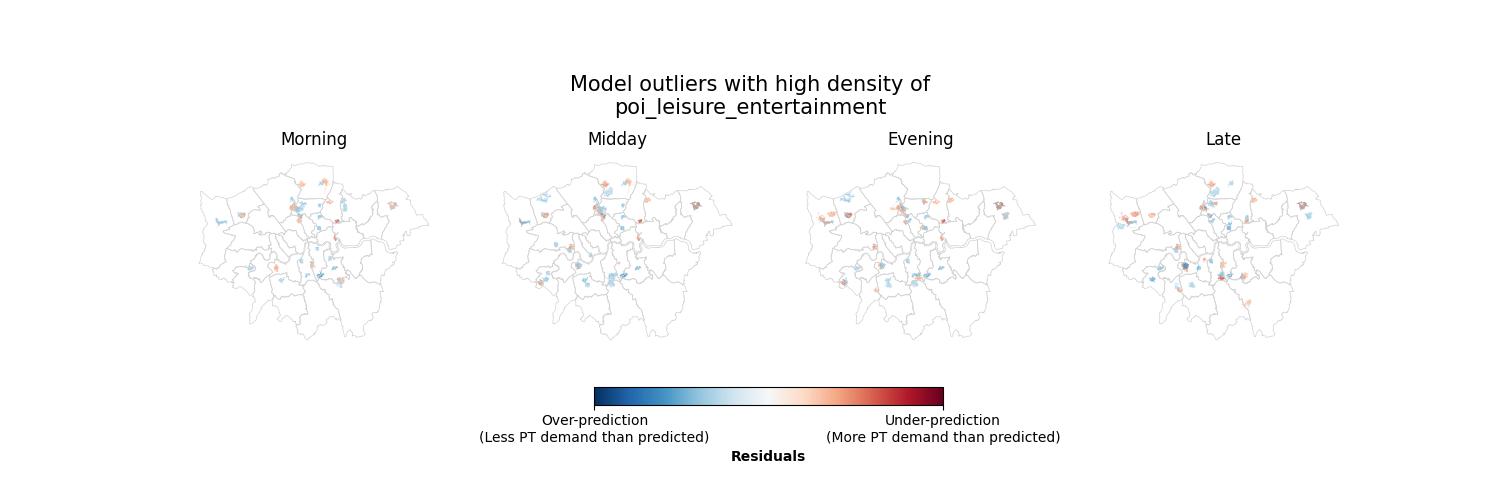 Model outliers with high density of
poi_leisure_entertainment
Morning
Midday
Evening
Late
Over-prediction
(Less PT demand than predicted)
Under-prediction
(More PT demand than predicted)
Residuals